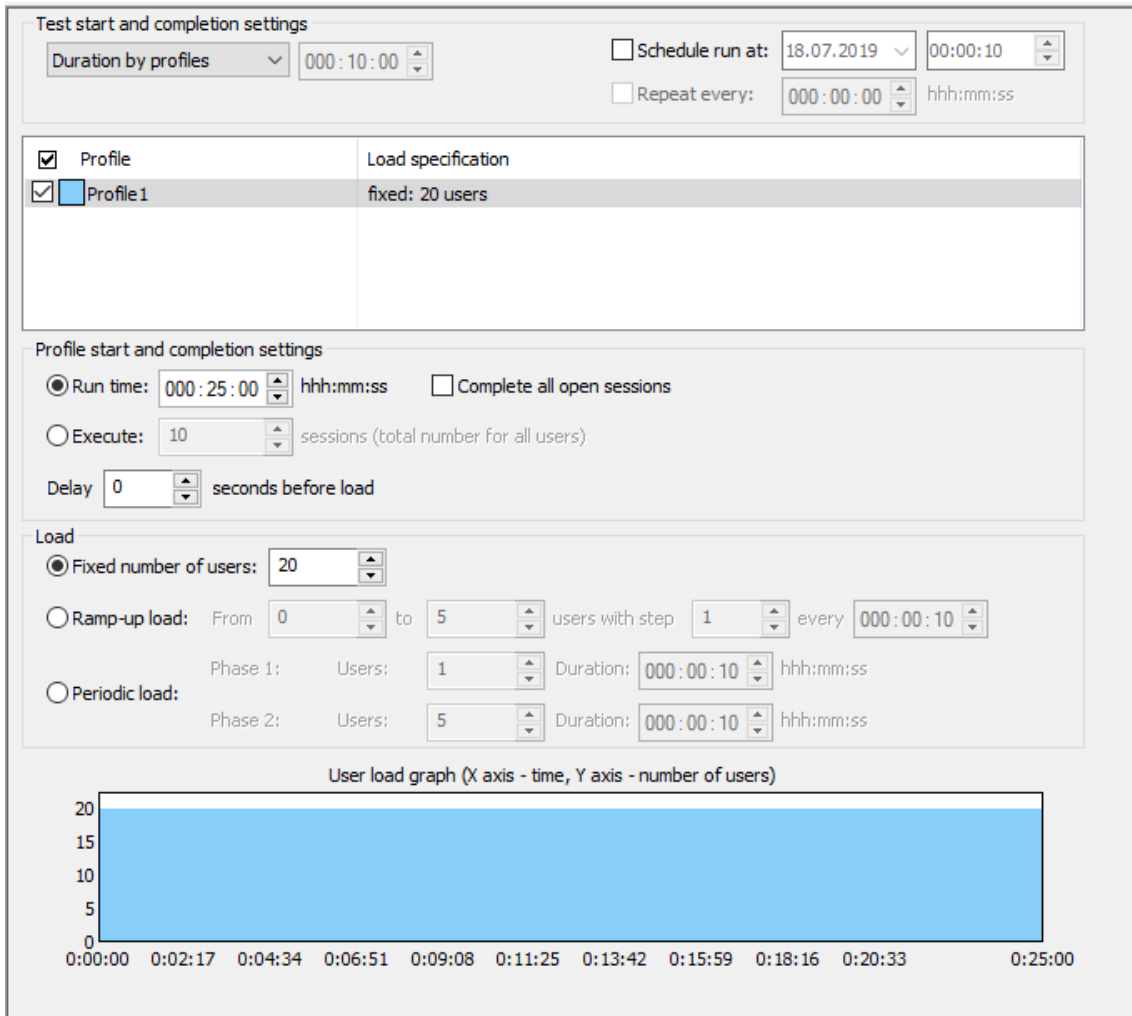 Test start and completion settings
Duration by profiles 000:10:00 Schedule run at: 18.07.2019 00:00:10
Repeat every: 000:00:00 hhh:mm:ss
Profile Load specification
Profile1 fixed: 20 users
Profile start and completion settings
Run time: 000:25:00 hhh:mm:ss Complete all open sessions
Execute: 10 sessions (total number for all users)
Delay 0 seconds before load
Load
Fixed number of users: 20
Ramp-up load: From 0 to 5 users with step 1 every 000:00:10
Phase 1: Users: 1 Duration: 000:00:10 hhh:mm:ss
Periodic load:
Phase 2: Users: 5 Duration: 000:00:10 hhh:mm:ss
User load graph (X axis - time, Y axis - number of users)
20
15
10
5
0
0:00:00 0:02:17 0:04:34 0:06:51 0:09:08 0:11:25 0:13:42 0:15:59 0:18:16 0:20:33 0:25:00